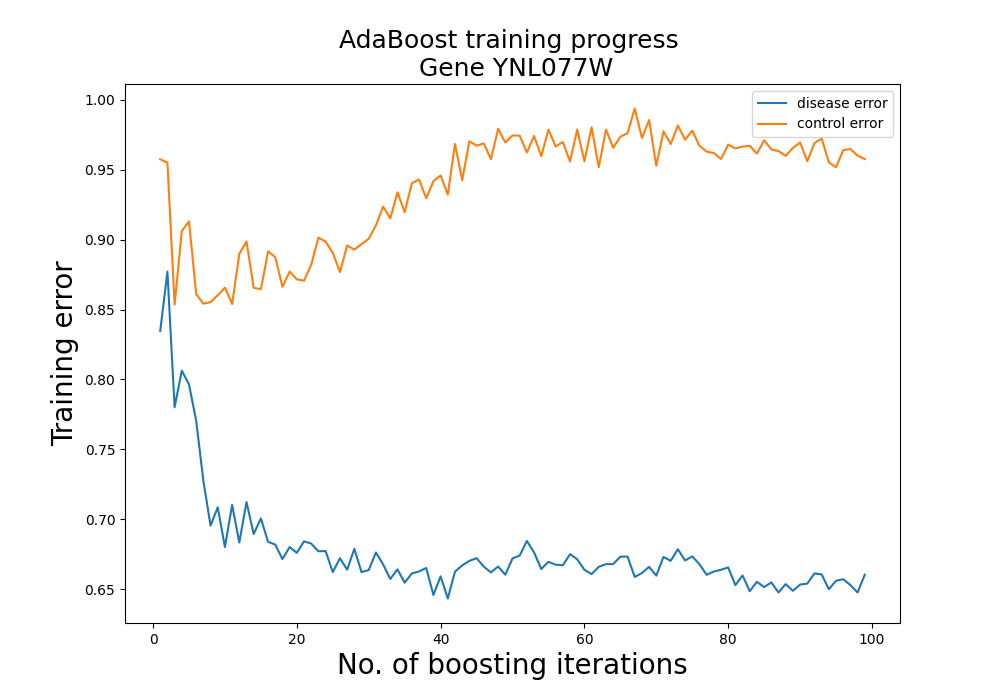 AdaBoost training progress
Gene YNL077W
disease error
control error
1.00
0.95
0.90
0.85
0.80
0.75
0.70
0.65
Training error
0
20
40
60
80
100
No. of boosting iterations